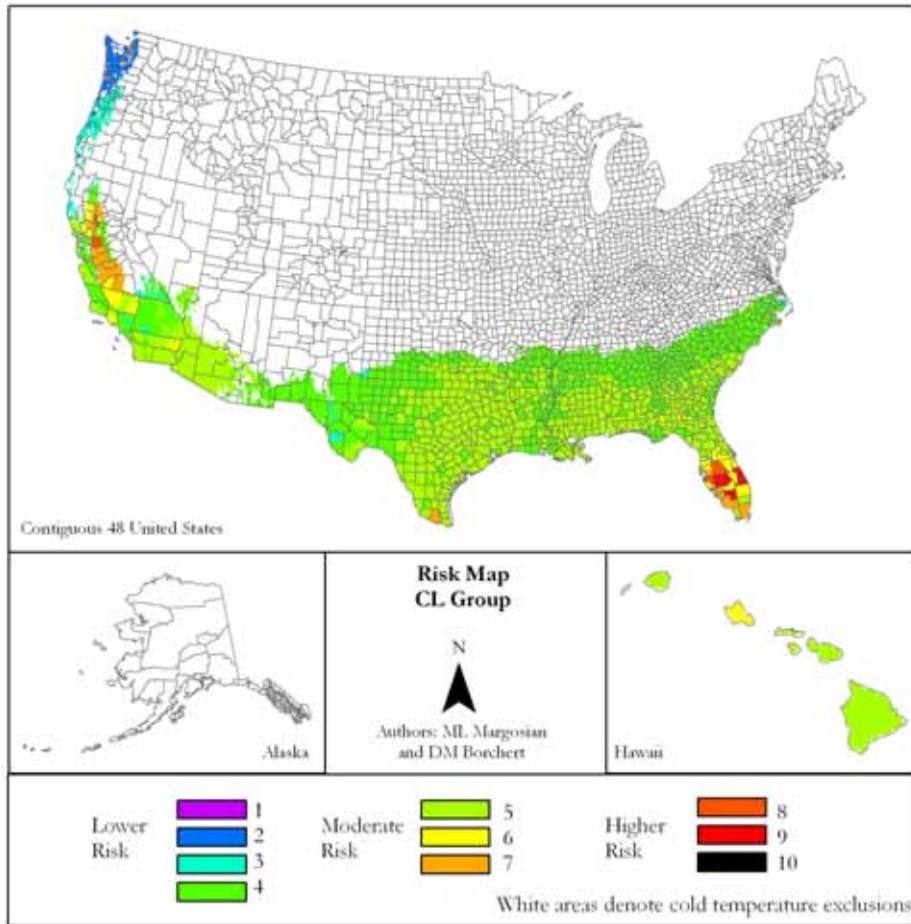 Contiguous 48 United States
Risk Map
CL Group
N
Authors: ML Margosian
and DM Borchert
Alaska
Hawaii
Lower
Risk
1
2
3
4
Moderate
Risk
5
6
7
Higher
Risk
8
9
10
White areas denote cold temperature exclusions